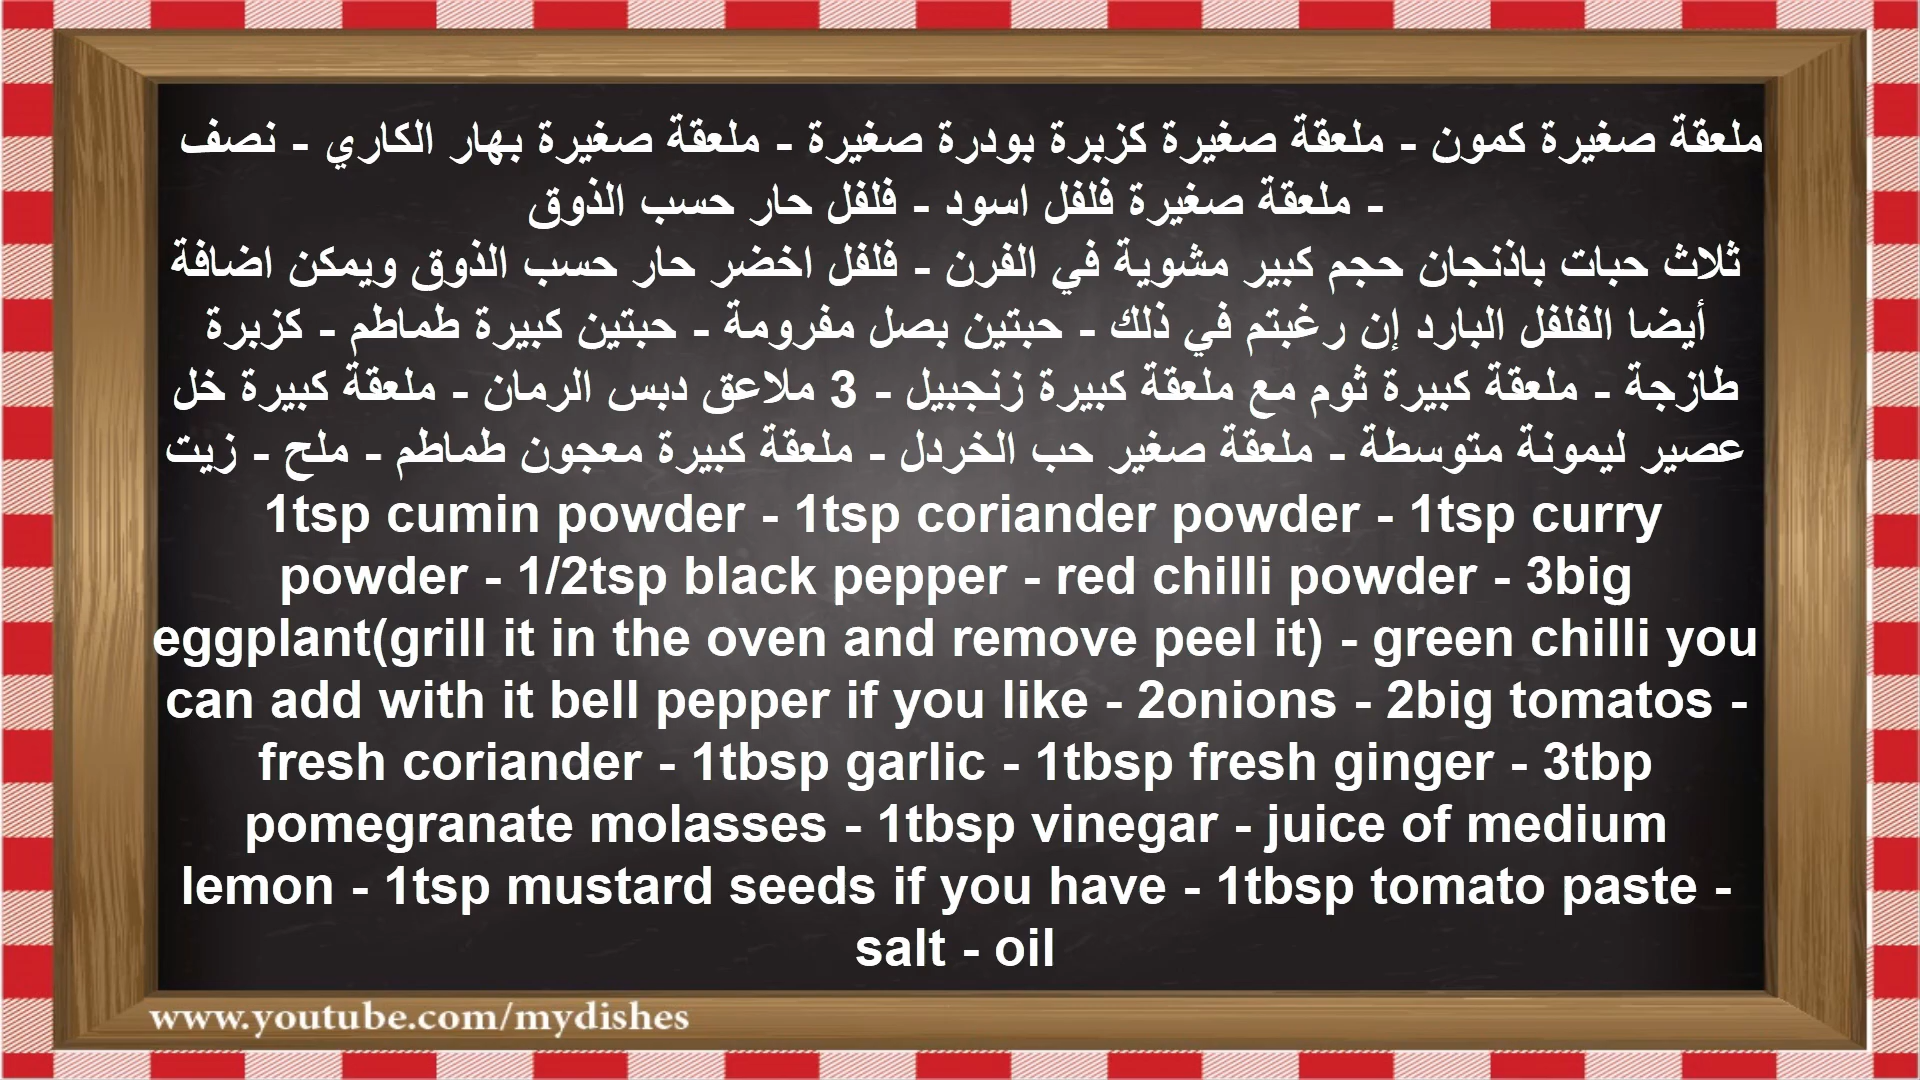 ملعقة صغيرة كمون - ملعقة صغيرة كزبرة بودرة صغيرة - ملعقة صغيرة بهار الكاري - نصف
- ملعقة صغيرة فلفل اسود - فلفل حار حسب الذوق
ثلاث حبات باذنجان حجم كبير مشوية في الفرن - فلفل اخضر حار حسب الذوق ويمكن اضافة
أيضا الفلفل البارد إن رغبتم في ذلك - حبتين بصل مفرومة - حبتين كبيرة طماطم - كزبرة
طازجة - ملعقة كبيرة ثوم مع ملعقة كبيرة زنجبيل - 3 ملاعق دبس الرمان - ملعقة كبيرة خل
عصير ليمونة متوسطة - ملعقة صغير حب الخردل - ملعقة كبيرة معجون طماطم - ملح - زيت
1tsp cumin powder - 1tsp coriander powder - 1tsp curry
powder - 1/2tsp black pepper - red chilli powder - 3big
eggplant(grill it in the oven and remove peel it) - green chilli you
can add with it bell pepper if you like - 2onions - 2big tomatos -
fresh coriander - 1tbsp garlic - 1tbsp fresh ginger - 3tbp
pomegranate molasses - 1tbsp vinegar - juice of medium
lemon - 1tsp mustard seeds if you have - 1tbsp tomato paste -
salt - oil
www.youtube.com/mydishes